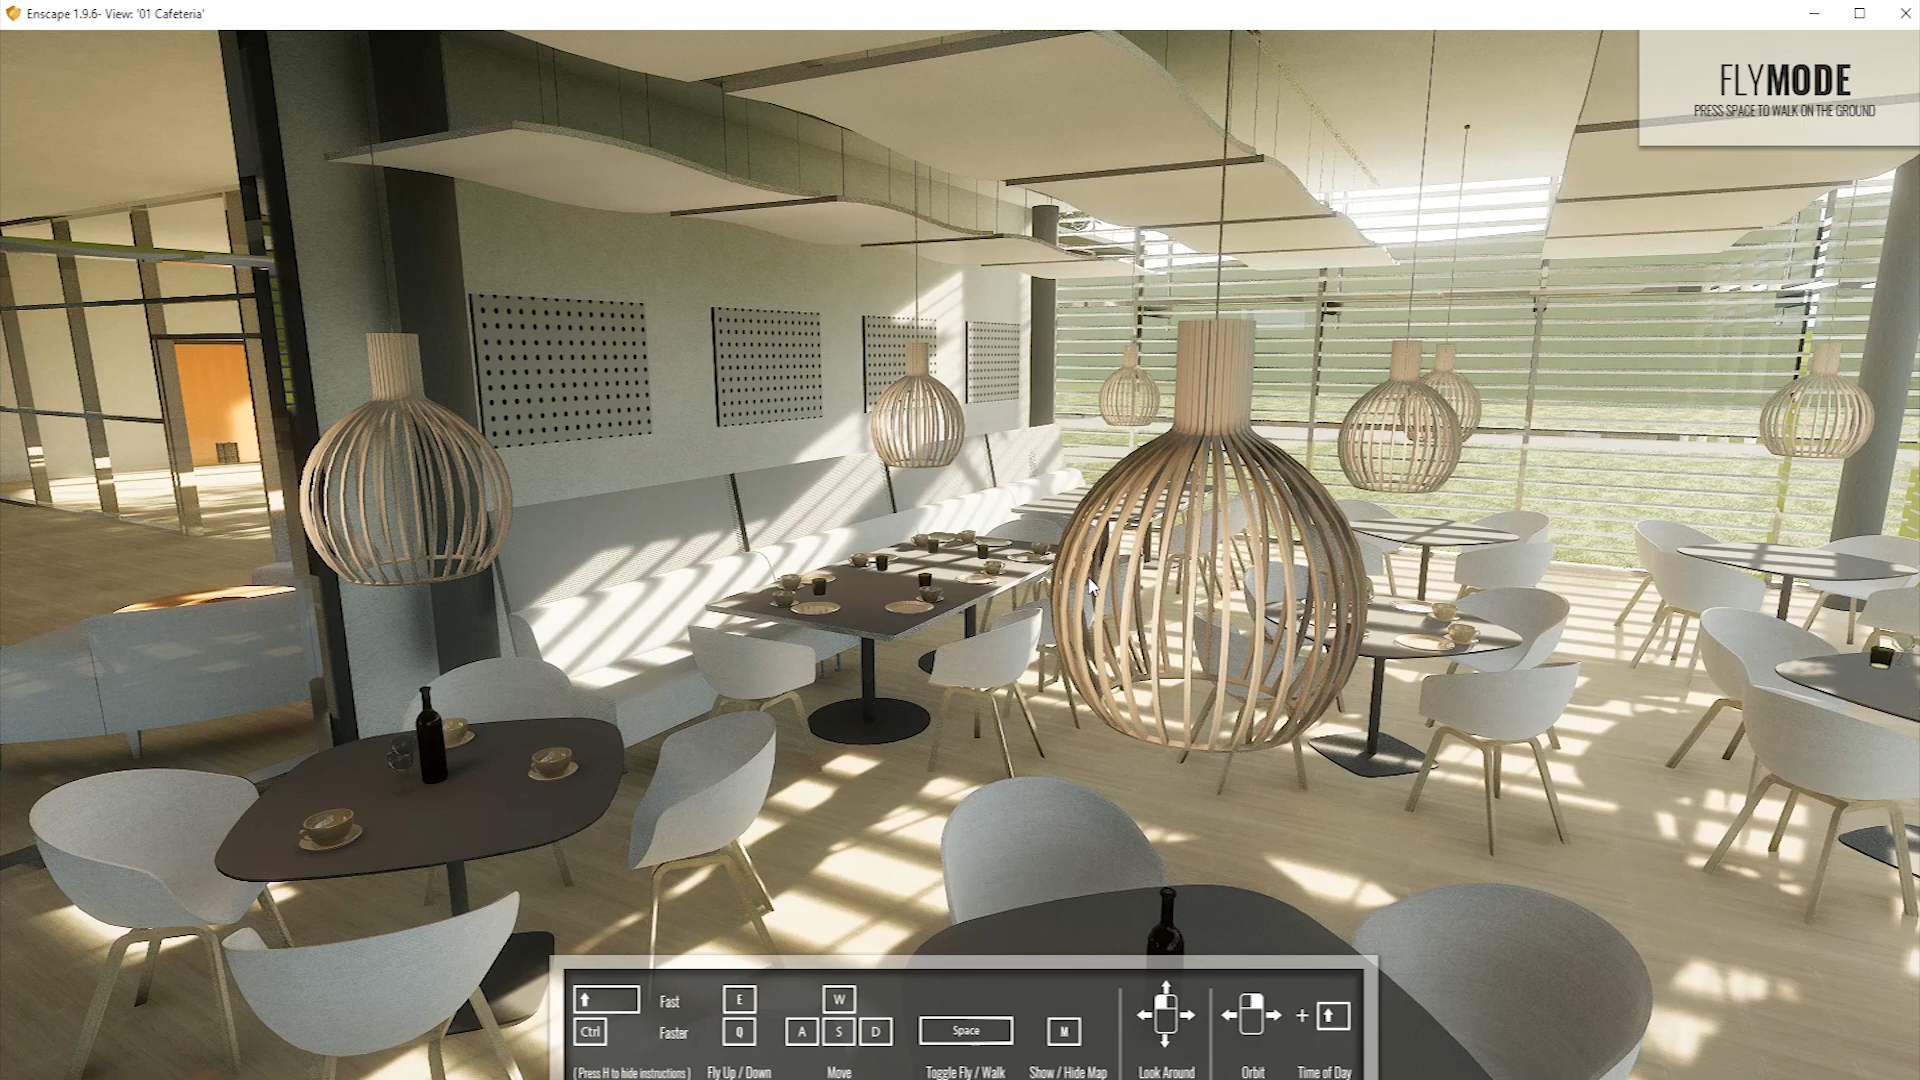 Enscape 1.9.6- View: '01 Cafeteria'
FLYMODE
PRESS SPACE TO WALK ON THE GROUND
Fast
E
W
Ctrl
Faster
Q
A
S
D
Space
M
+
(Press H to hide instructions)
Fly Up / Down
Move
Toggle Fly / Walk
Show / Hide Map
Look Around
Orbit
Time of Day